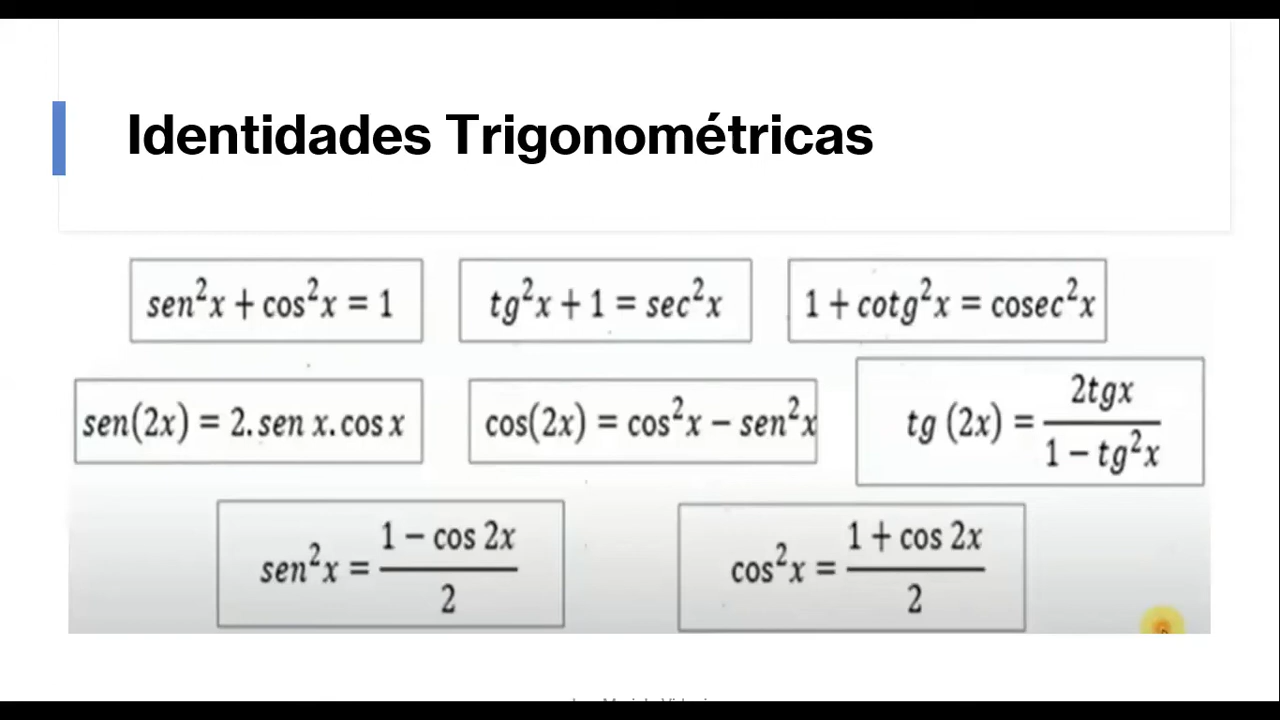 Identidades Trigonométricas
sen²x + cos²x = 1
tg²x + 1 = sec²x
1 + cotg²x = cosec²x
sen(2x) = 2.sen x.cos x
cos(2x) = cos²x − sen²x
tg (2x) = 2tgx / 1 − tg²x
sen²x = 1 − cos 2x / 2
cos²x = 1 + cos 2x / 2